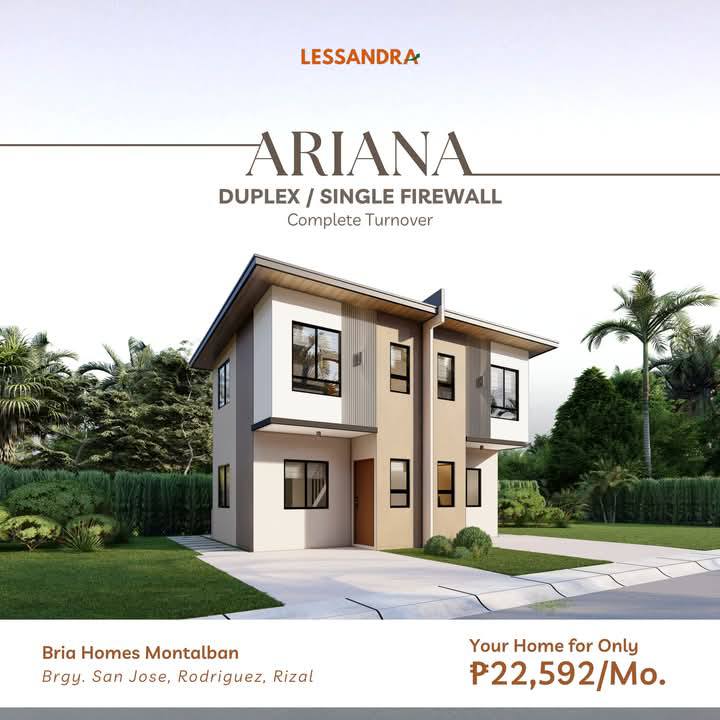 LESSANDRA
ARIANA
DUPLEX / SINGLE FIREWALL
Complete Turnover
Bria Homes Montalban
Brgy. San Jose, Rodriguez, Rizal
Your Home for Only
₱22,592/Mo.